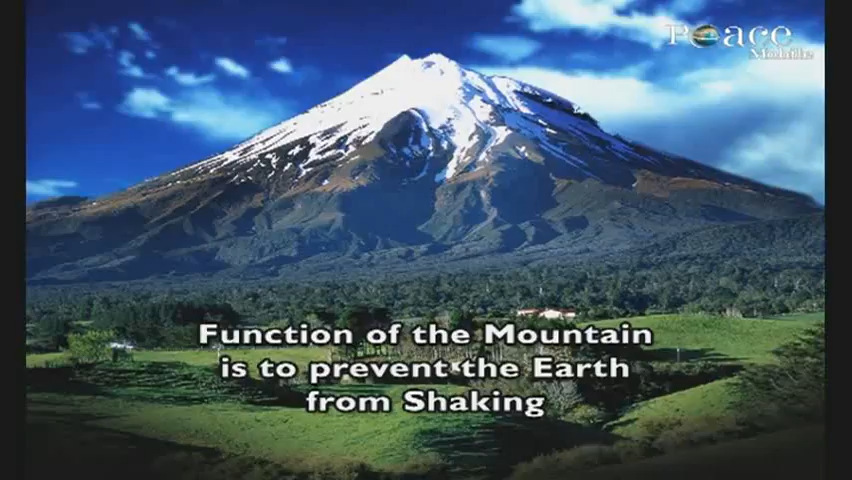 Peace
Mobile
Function of the Mountain
is to prevent the Earth
from Shaking